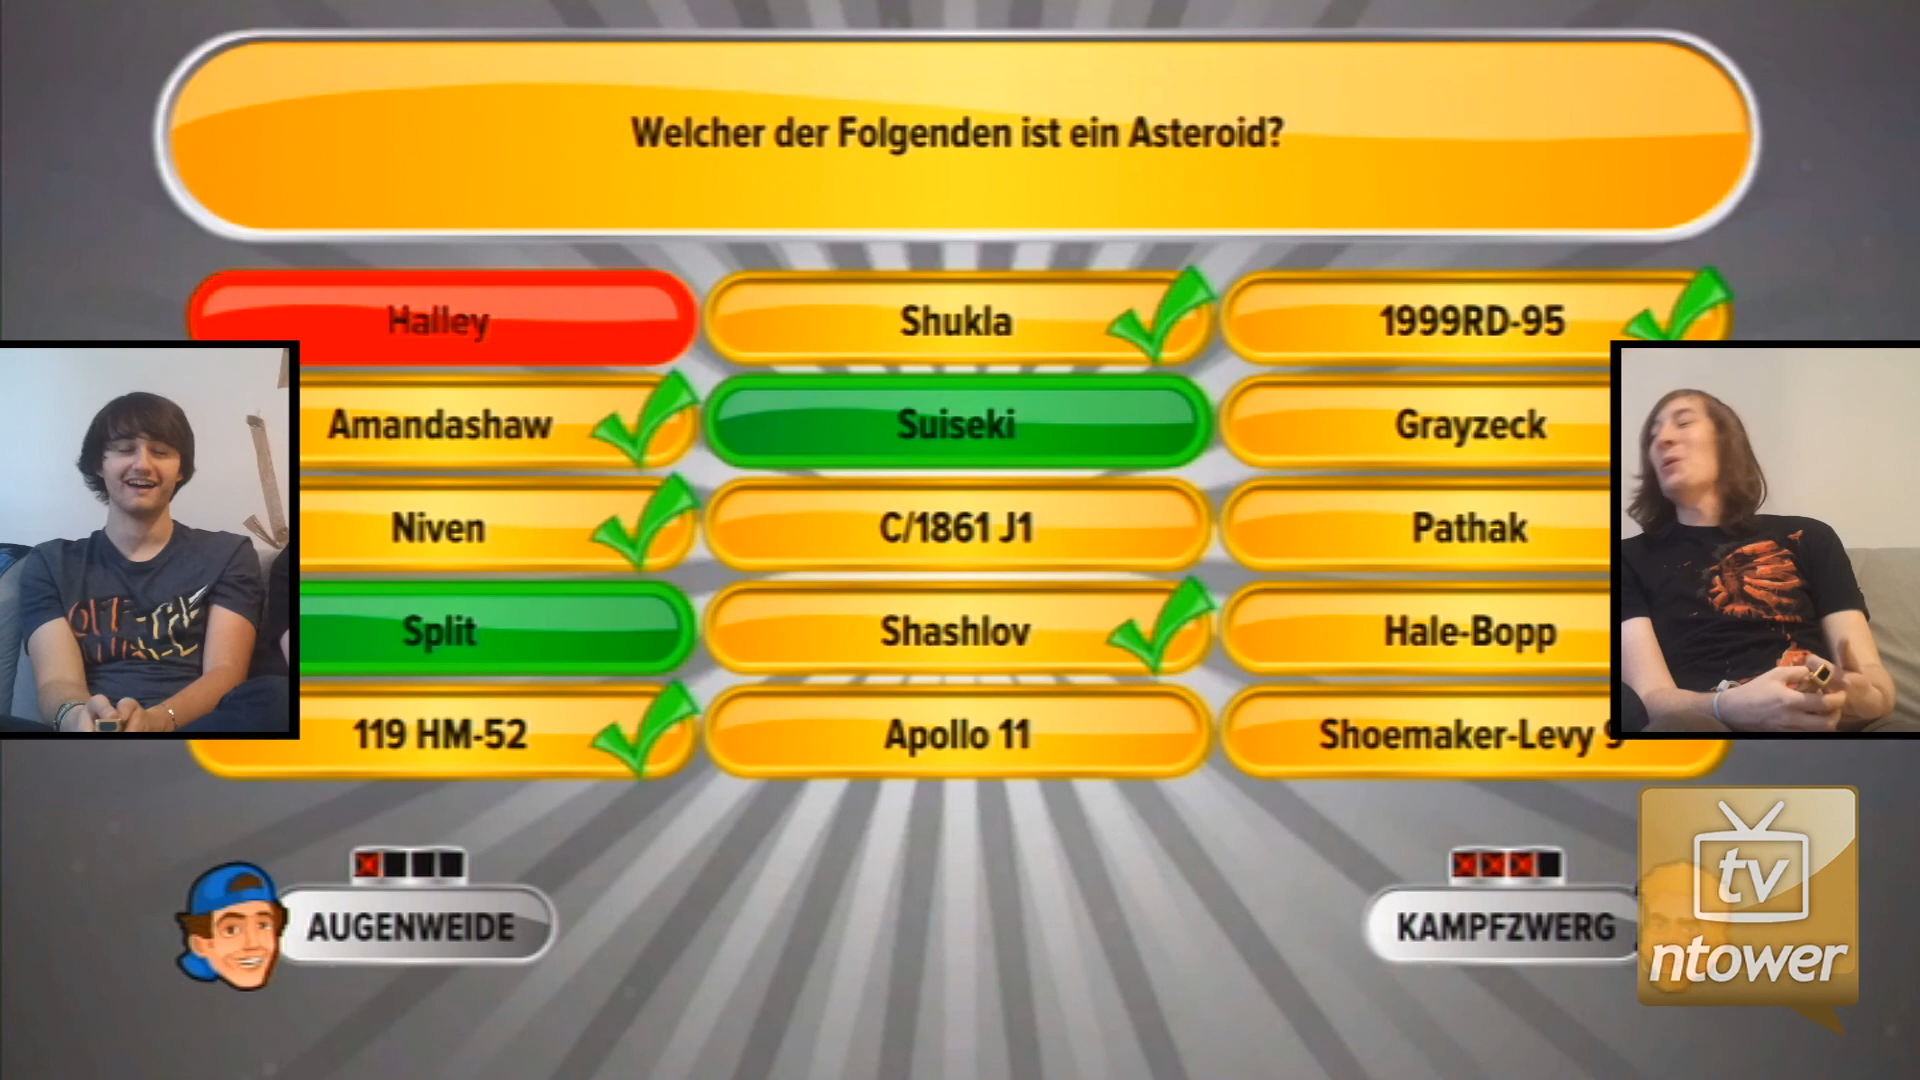 Welcher der Folgenden ist ein Asteroid?
Halley
Shukla
1999RD-95
Amandashaw
Suiseki
Grayzeck
Niven
C/1861 J1
Pathak
Split
Shashlov
Hale-Bopp
119 HM-52
Apollo 11
Shoemaker-Levy 9
AUGENWEIDE
KAMPFZWERG
tv
ntower